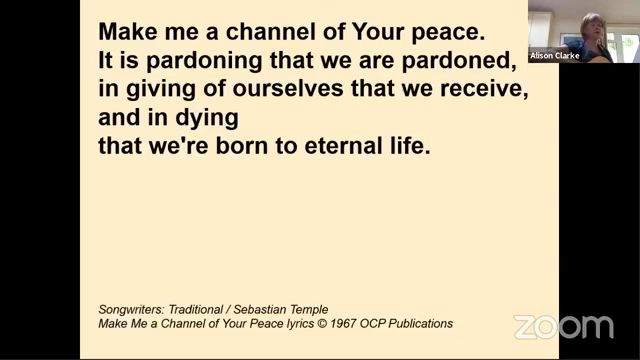 Make me a channel of Your peace.
It is pardoning that we are pardoned,
in giving of ourselves that we receive,
and in dying
that we're born to eternal life.
Alison Clarke
Songwriters: Traditional / Sebastian Temple
Make Me a Channel of Your Peace lyrics © 1967 OCP Publications
zoom